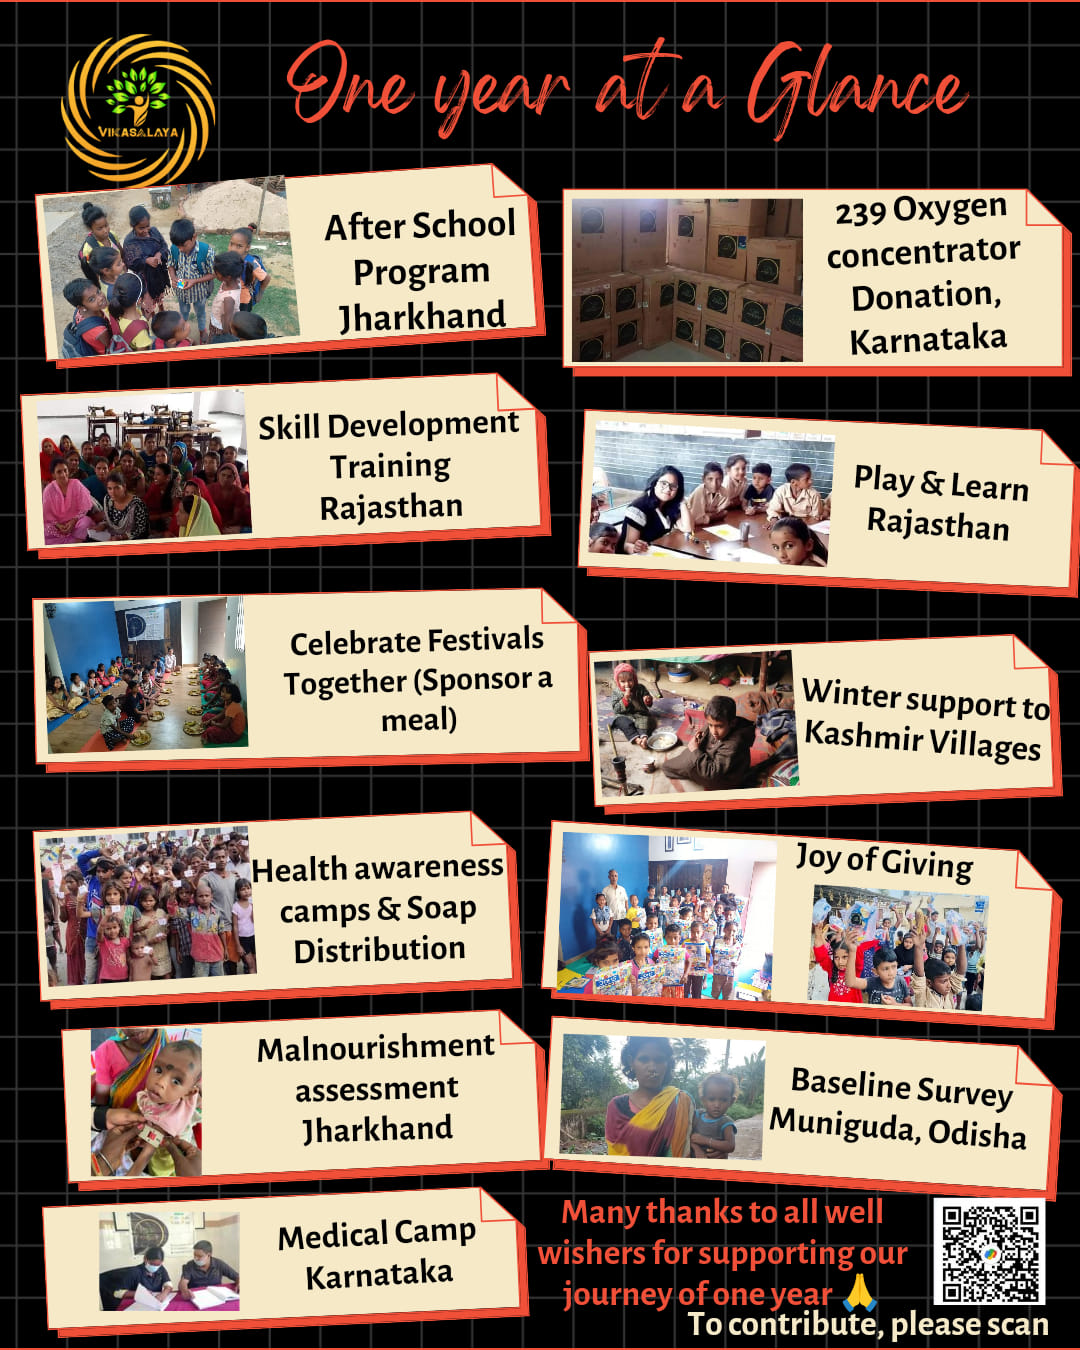 One year at a Glance
VIKASALAYA
After School
Program
Jharkhand
239 Oxygen
concentrator
Donation,
Karnataka
Skill Development
Training
Rajasthan
Play & Learn
Rajasthan
Celebrate Festivals
Together (Sponsor a
meal)
Winter support to
Kashmir Villages
Health awareness
camps & Soap
Distribution
Joy of Giving
Malnourishment
assessment
Jharkhand
Baseline Survey
Muniguda, Odisha
Medical Camp
Karnataka
Many thanks to all well
wishers for supporting our
journey of one year 🙏
To contribute, please scan